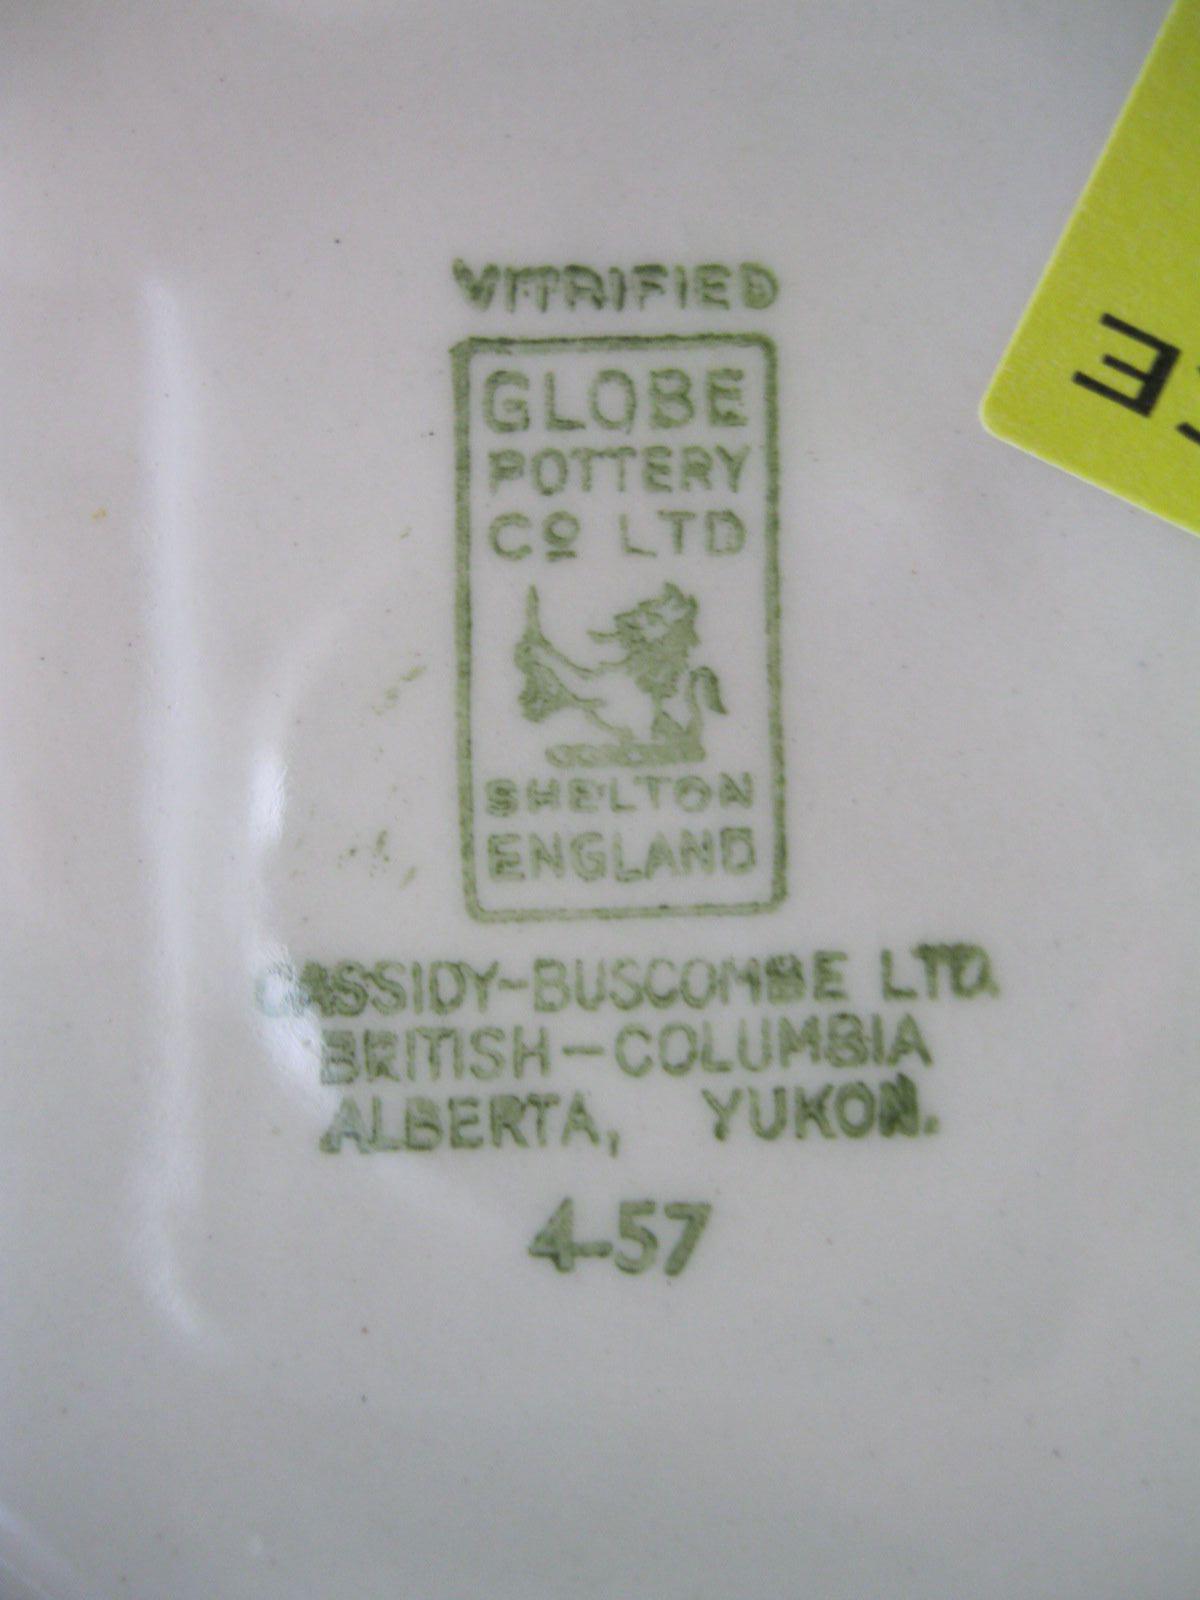 VITRIFIED
GLOBE
POTTERY
Cº LTD
SHELTON
ENGLAND
CASSIDY-BUSCOMBE LTD.
BRITISH-COLUMBIA
ALBERTA, YUKON.
4-57